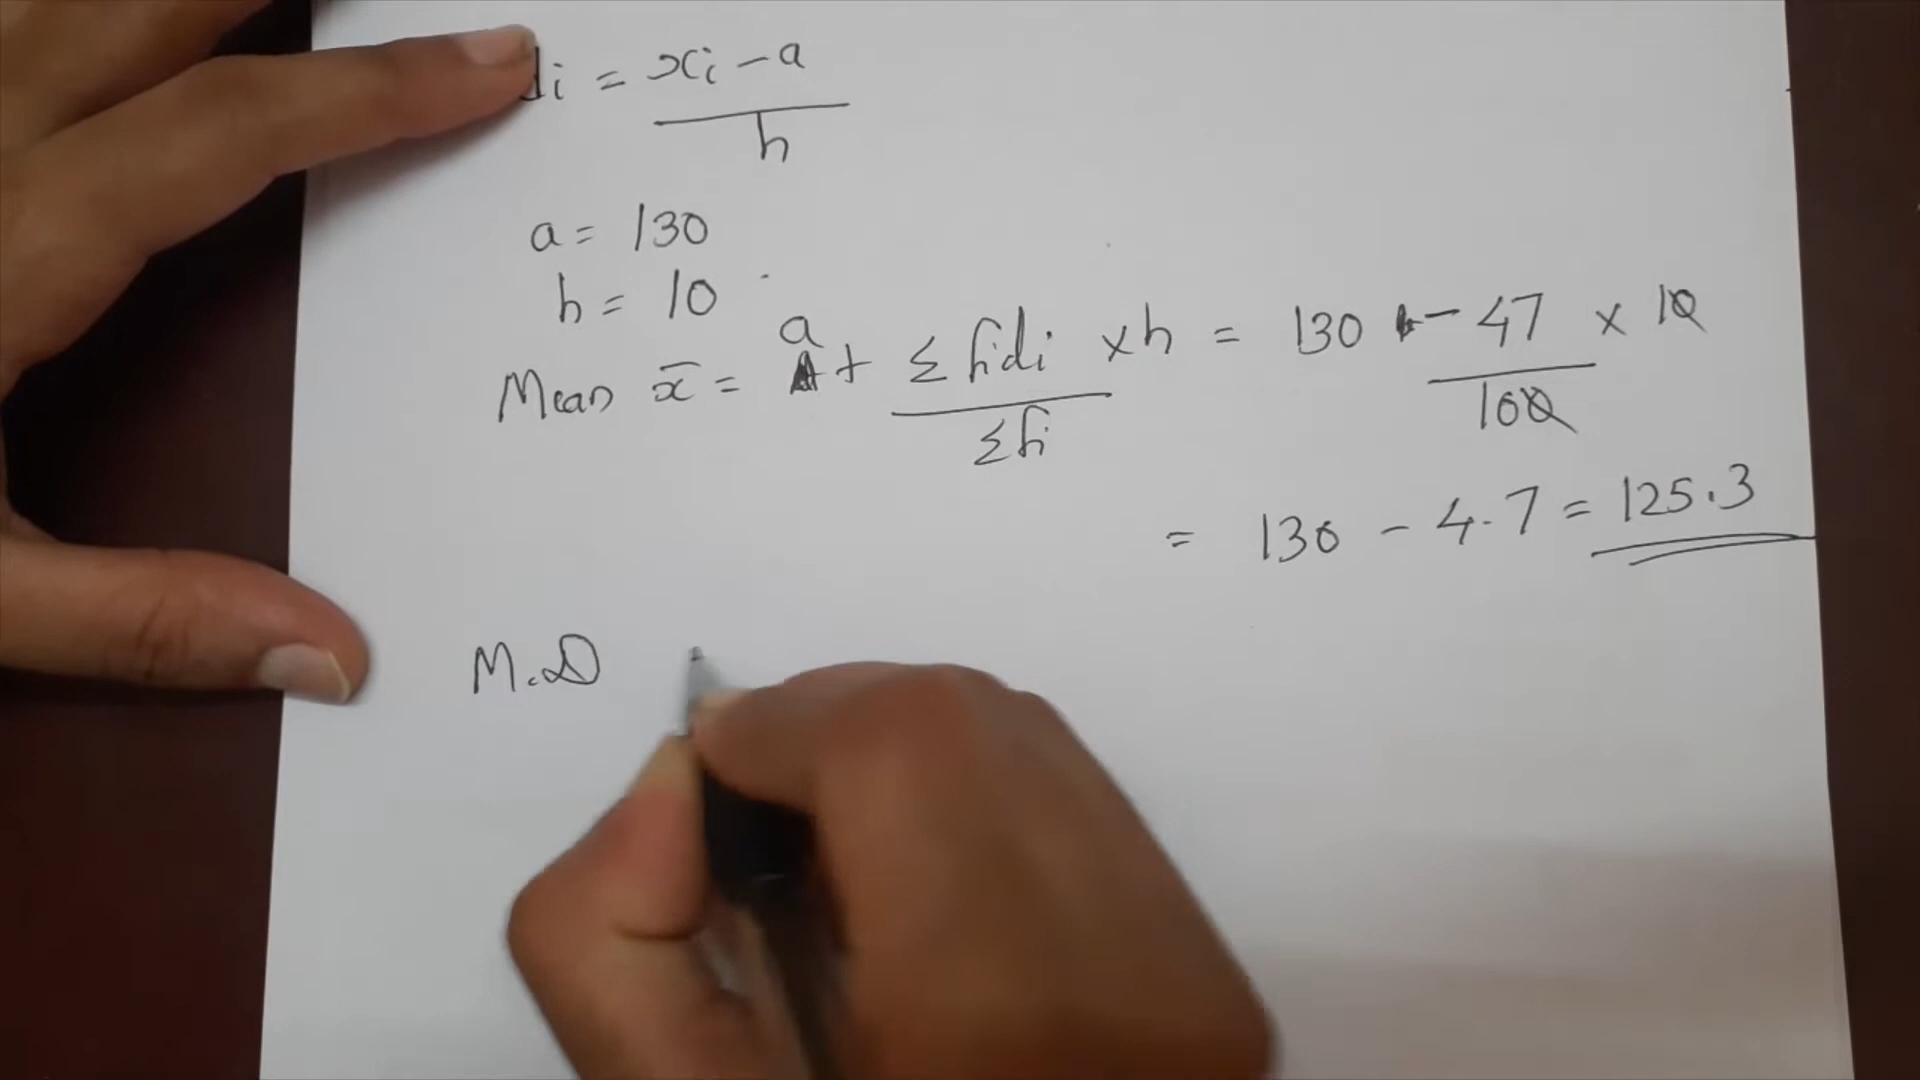 di = xi - a / h
a = 130
h = 10
Mean x̄ = a + Σfidi / Σfi × h = 130 - 47 / 100 × 10
= 130 - 4.7 = 125.3
M.D